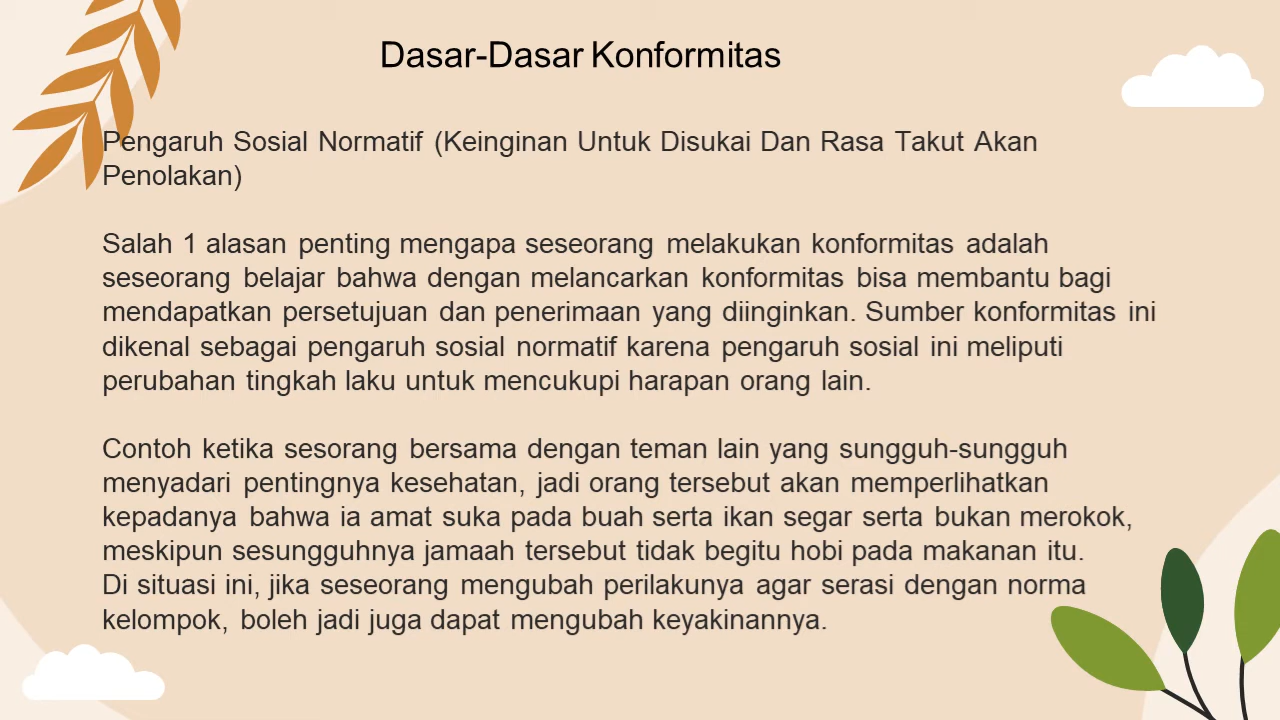 Dasar-Dasar Konformitas
Pengaruh Sosial Normatif (Keinginan Untuk Disukai Dan Rasa Takut Akan
Penolakan)
Salah 1 alasan penting mengapa seseorang melakukan konformitas adalah
seseorang belajar bahwa dengan melancarkan konformitas bisa membantu bagi
mendapatkan persetujuan dan penerimaan yang diinginkan. Sumber konformitas ini
dikenal sebagai pengaruh sosial normatif karena pengaruh sosial ini meliputi
perubahan tingkah laku untuk mencukupi harapan orang lain.
Contoh ketika sesorang bersama dengan teman lain yang sungguh-sungguh
menyadari pentingnya kesehatan, jadi orang tersebut akan memperlihatkan
kepadanya bahwa ia amat suka pada buah serta ikan segar serta bukan merokok,
meskipun sesungguhnya jamaah tersebut tidak begitu hobi pada makanan itu.
Di situasi ini, jika seseorang mengubah perilakunya agar serasi dengan norma
kelompok, boleh jadi juga dapat mengubah keyakinannya.